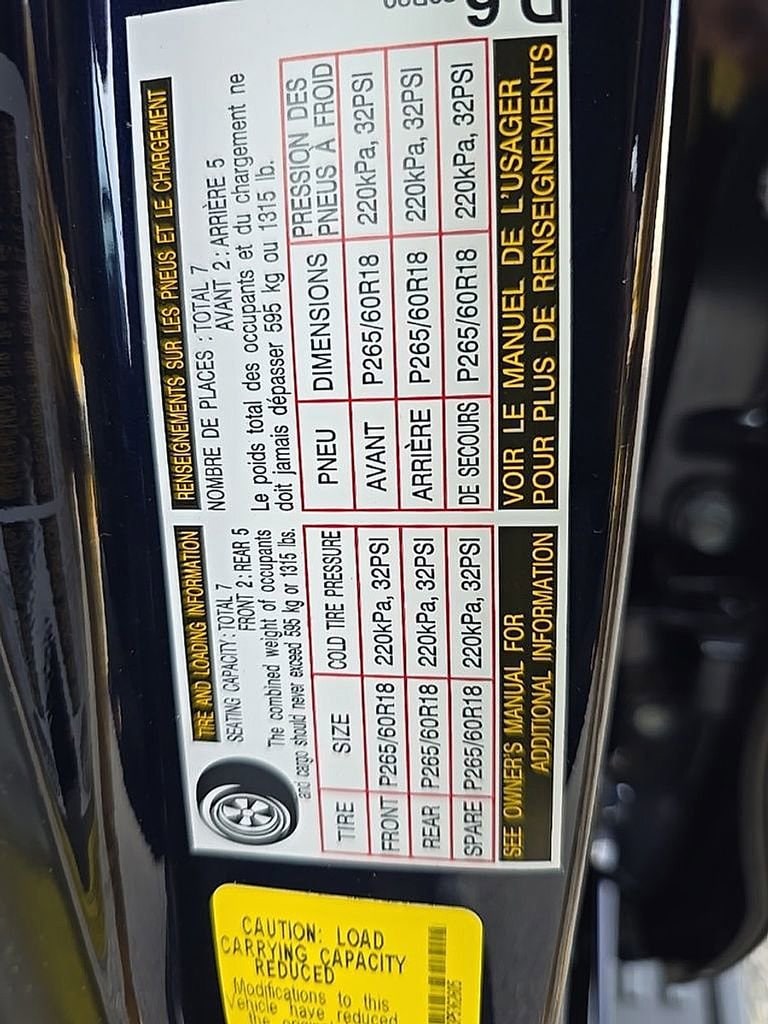 TIRE AND LOADING INFORMATION
SEATING CAPACITY: TOTAL 7
FRONT 2: REAR 5
The combined weight of occupants
and cargo should never exceed 595 kg or 1315 lbs.
TIRE SIZE COLD TIRE PRESSURE
FRONT P265/60R18 220kPa, 32PSI
REAR P265/60R18 220kPa, 32PSI
SPARE P265/60R18 220kPa, 32PSI
SEE OWNER'S MANUAL FOR
ADDITIONAL INFORMATION
RENSEIGNEMENTS SUR LES PNEUS ET LE CHARGEMENT
NOMBRE DE PLACES : TOTAL 7
AVANT 2 : ARRIÈRE 5
Le poids total des occupants et du chargement ne
doit jamais dépasser 595 kg ou 1315 lb.
PNEU DIMENSIONS PRESSION DES
PNEUS À FROID
AVANT P265/60R18 220kPa, 32PSI
ARRIÈRE P265/60R18 220kPa, 32PSI
DE SECOURS P265/60R18 220kPa, 32PSI
VOIR LE MANUEL DE L'USAGER
POUR PLUS DE RENSEIGNEMENTS
CAUTION: LOAD
CARRYING CAPACITY
REDUCED
Modifications to this
vehicle have reduced
the